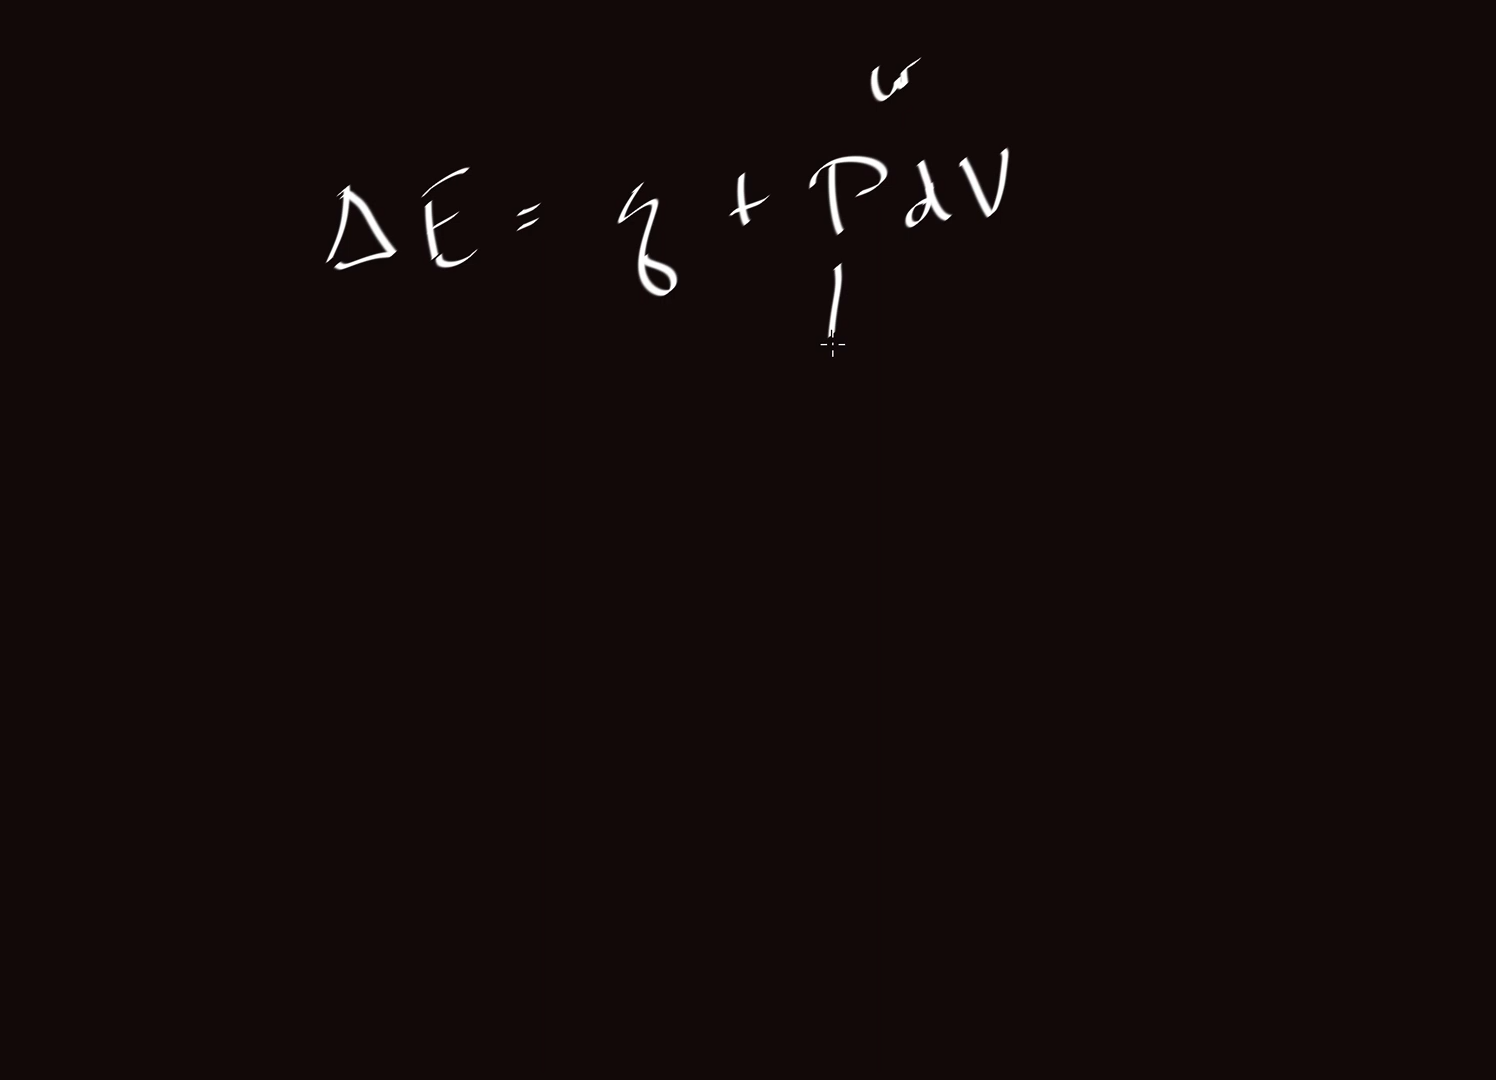 w
ΔE = q + PdV